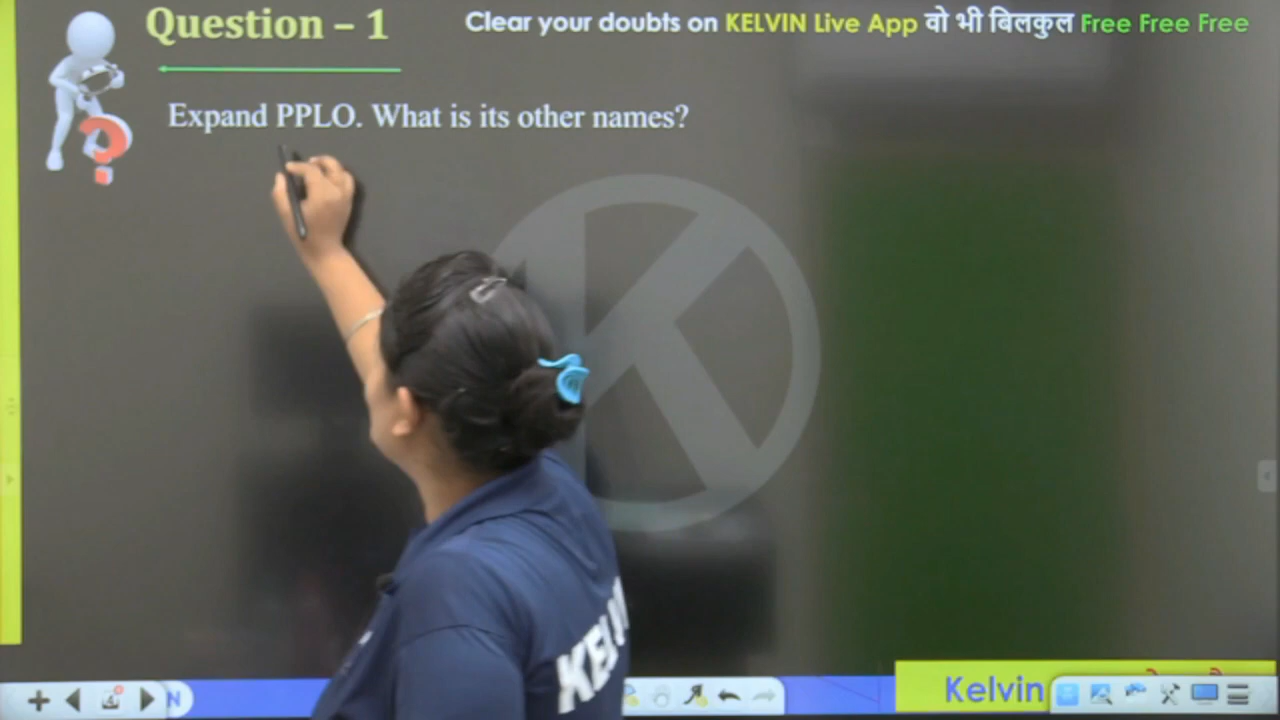 Question – 1
Clear your doubts on KELVIN Live App वो भी बिलकुल Free Free Free
Expand PPLO. What is its other names?
Kelvin
N